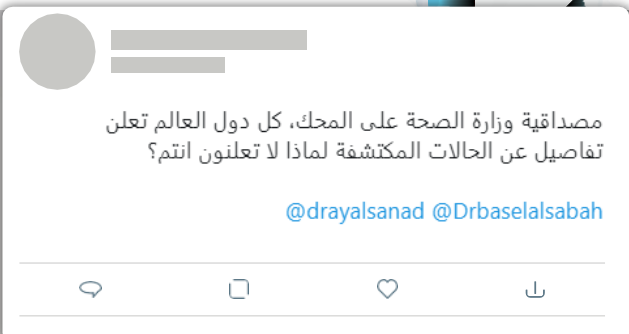 مصداقية وزارة الصحة على المحك، كل دول العالم تعلن
تفاصيل عن الحالات المكتشفة لماذا لا تعلنون انتم؟
@drayalsanad @Drbaselalsabah